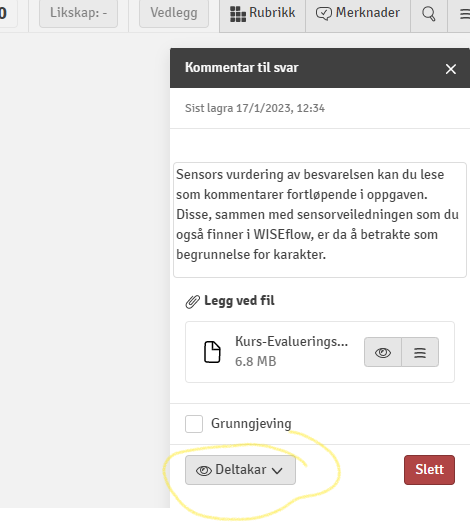 0 Likskap: - Vedlegg Rubrikk Merknader
Kommentar til svar
Sist lagra 17/1/2023, 12:34
Sensors vurdering av besvarelsen kan du lese
som kommentarer fortløpende i oppgaven.
Disse, sammen med sensorveiledningen som du
også finner i WISEflow, er da å betrakte som
begrunnelse for karakter.
Legg ved fil
Kurs-Evaluerings...
6.8 MB
Grunngjeving
Deltakar Slett